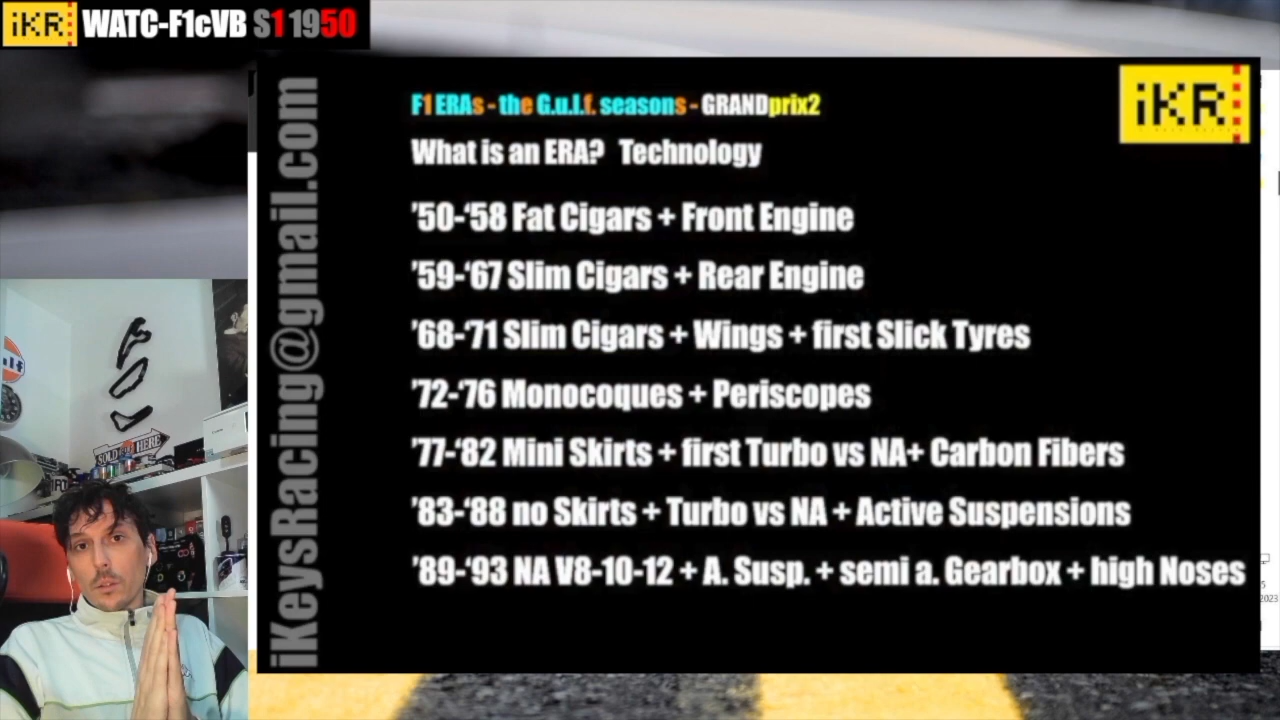 iKR WATC-F1cVB S1 1950
iKR
F1 ERAs - the G.u.l.f. seasons - GRANDprix2
What is an ERA? Technology
'50-'58 Fat Cigars + Front Engine
'59-'67 Slim Cigars + Rear Engine
'68-'71 Slim Cigars + Wings + first Slick Tyres
'72-'76 Monocoques + Periscopes
'77-'82 Mini Skirts + first Turbo vs NA+ Carbon Fibers
'83-'88 no Skirts + Turbo vs NA + Active Suspensions
'89-'93 NA V8-10-12 + A. Susp. + semi a. Gearbox + high Noses
iKeysRacing@gmail.com
2023